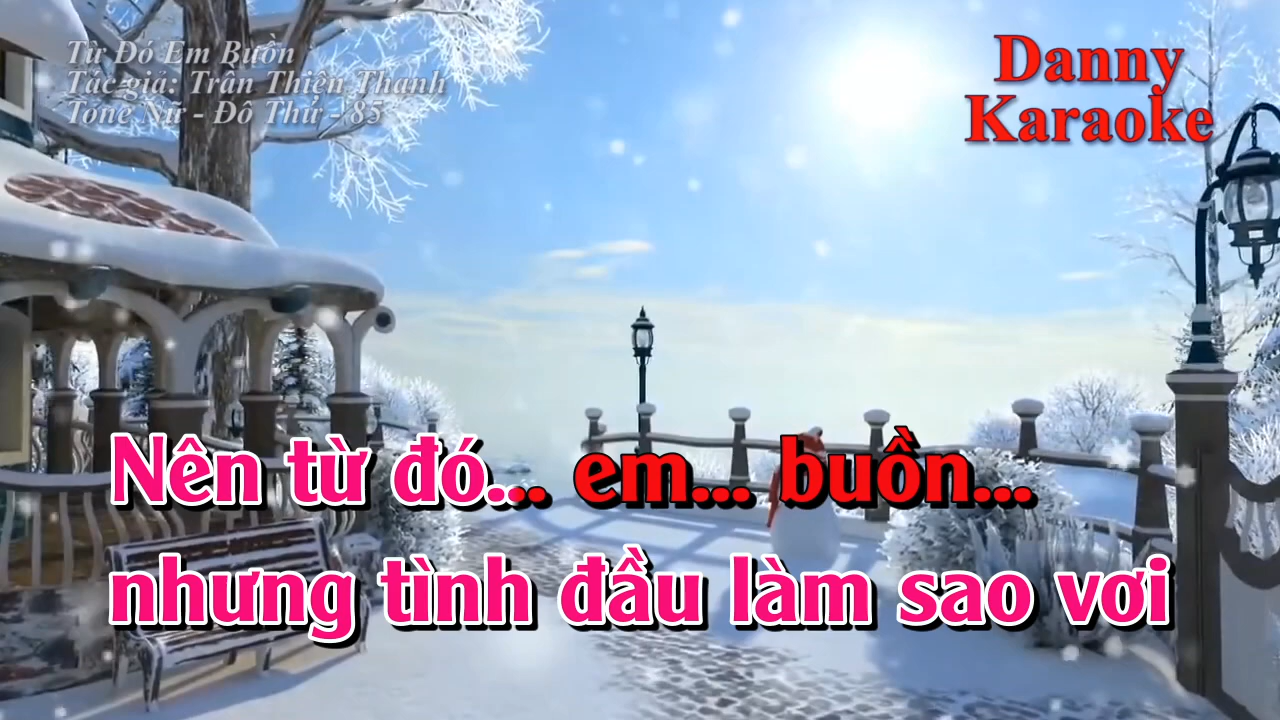 Từ Đó Em Buồn
Tác giả: Trần Thiện Thanh
Tone Nữ - Đô Thứ - 85
Danny
Karaoke
Nên từ đó... em... buồn...
nhưng tình đầu làm sao vơi